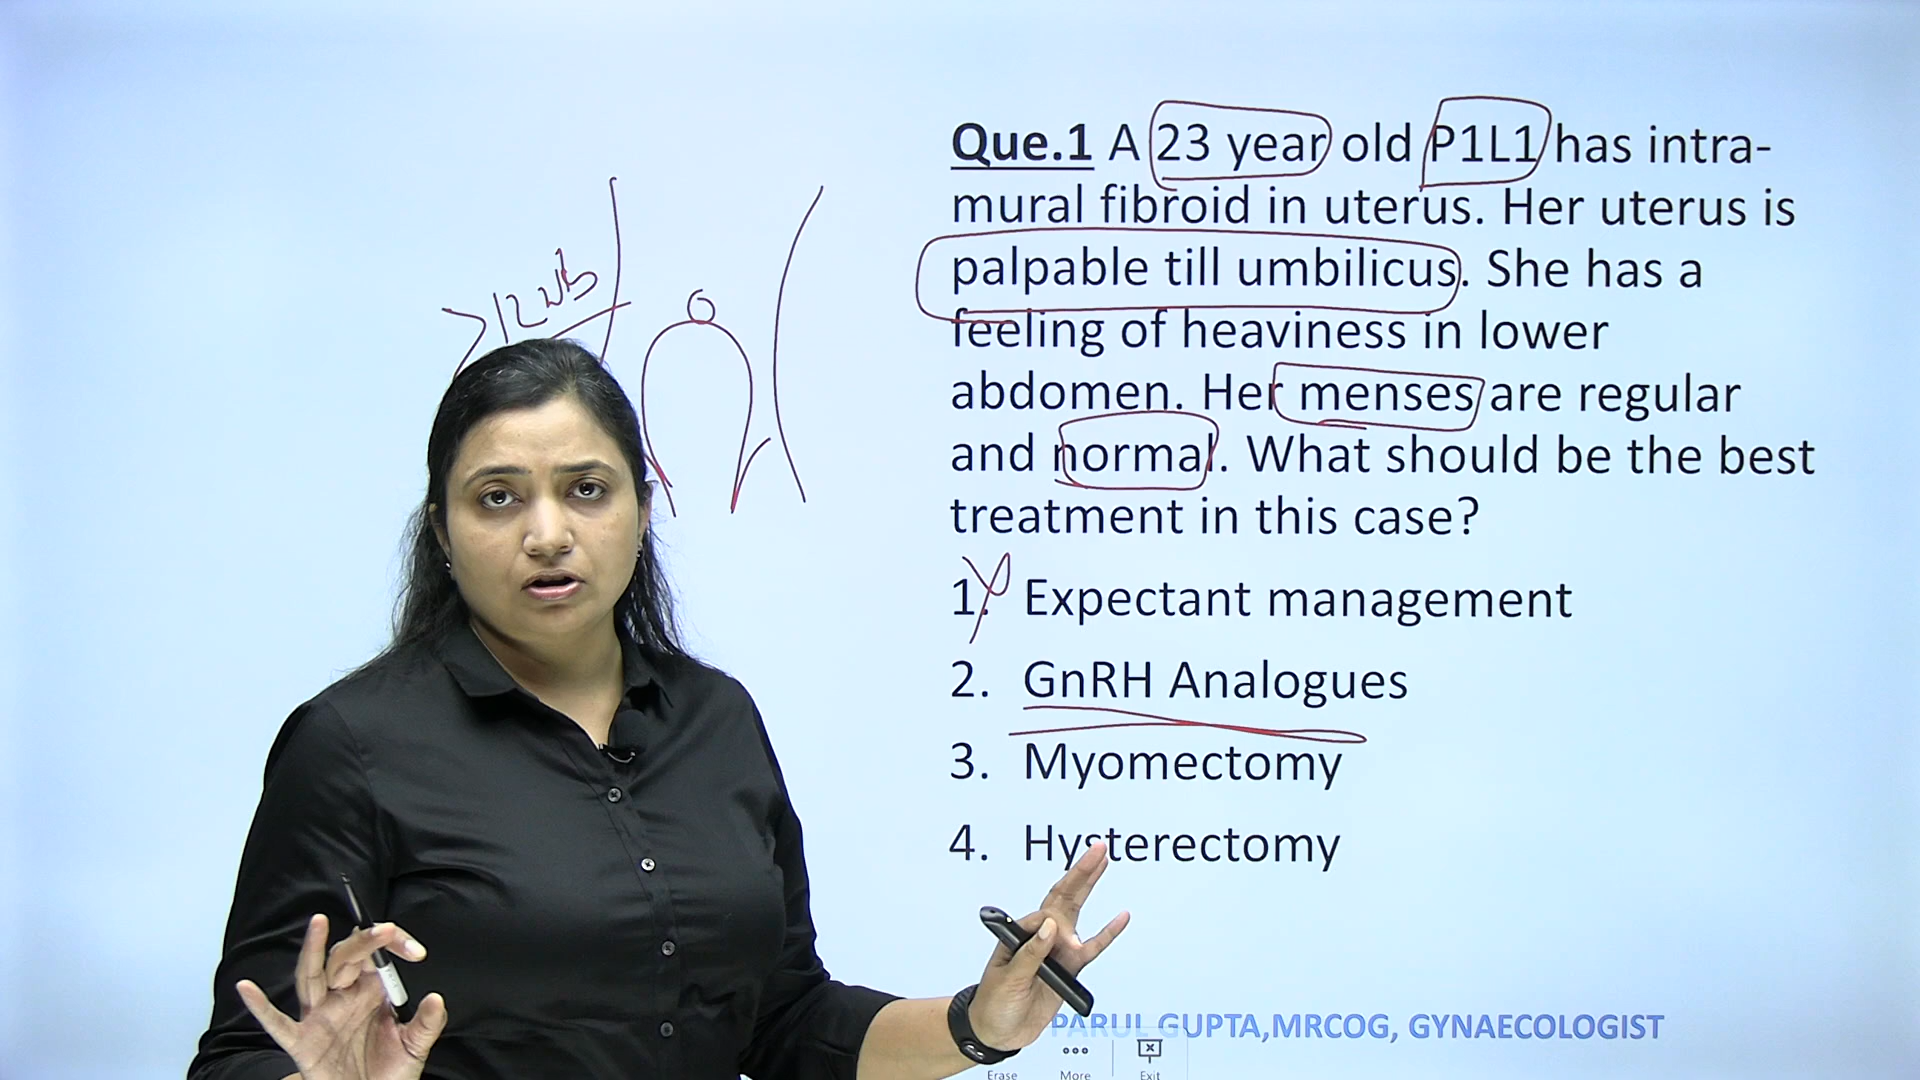 >12 wks
Que.1 A 23 year old P1L1 has intra-
mural fibroid in uterus. Her uterus is
palpable till umbilicus. She has a
feeling of heaviness in lower
abdomen. Her menses are regular
and normal. What should be the best
treatment in this case?
1. Expectant management
2. GnRH Analogues
3. Myomectomy
4. Hysterectomy
PARUL GUPTA,MRCOG, GYNAECOLOGIST
Erase More Exit